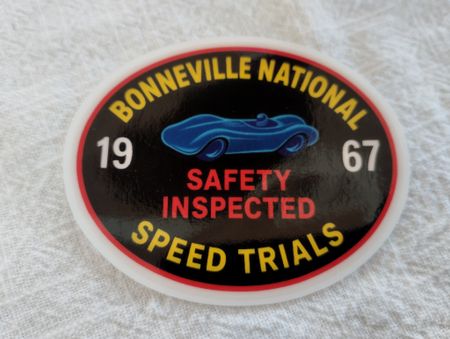 BONNEVILLE NATIONAL
19 67
SAFETY
INSPECTED
SPEED TRIALS